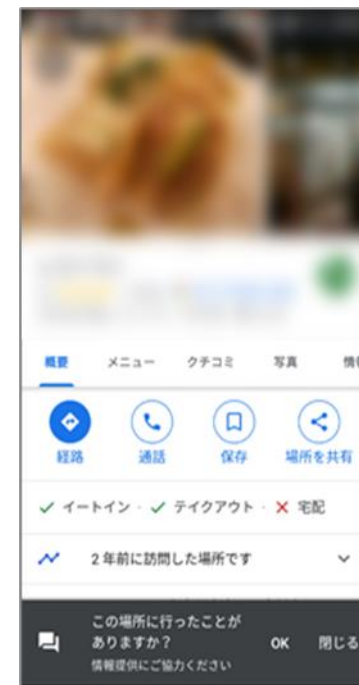 概要 メニュー クチコミ 写真
経路 通話 保存 場所を共有
✓ イートイン · ✓ テイクアウト · ✕ 宅配
2 年前に訪問した場所です
この場所に行ったことが
ありますか？
情報提供にご協力ください
OK 閉じる